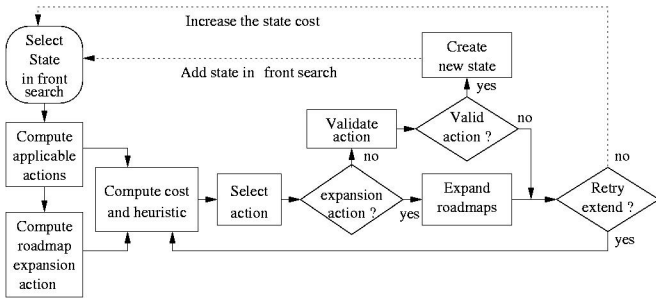 Increase the state cost
Select
State
in front
search
Add state in front search
Create
new state
yes
Compute
applicable
actions
Validate
action
Valid
action ?
no
no
Compute cost
and heuristic
Select
action
expansion
action ?
yes
Expand
roadmaps
Retry
extend ?
no
yes
Compute
roadmap
expansion
action